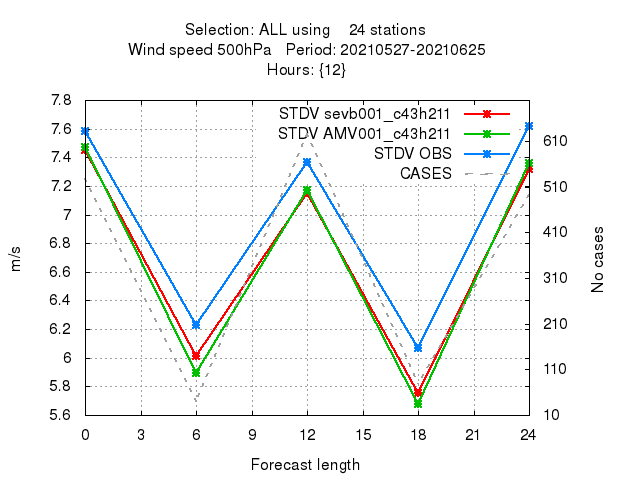 Selection: ALL using    24 stations
Wind speed 500hPa   Period: 20210527-20210625
Hours: {12}
STDV sevb001_c43h211
STDV AMV001_c43h211
STDV OBS
CASES
7.8
7.6
7.4
7.2
7
6.8
6.6
6.4
6.2
6
5.8
5.6
m/s
610
510
410
310
210
110
10
No cases
0 3 6 9 12 15 18 21 24
Forecast length